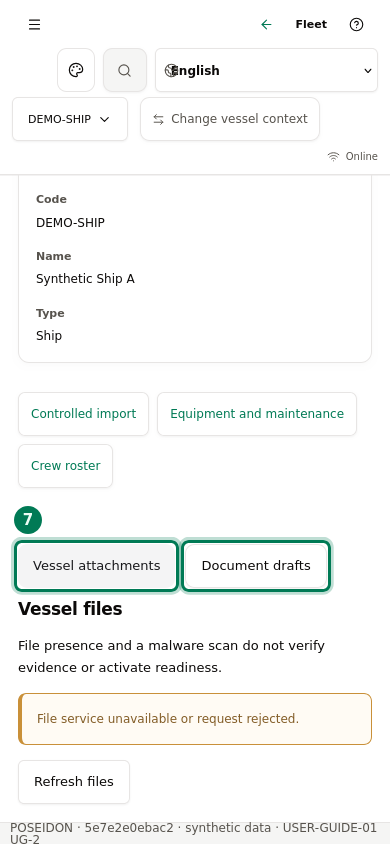 Fleet
English
DEMO-SHIP
Change vessel context
Online
Code
DEMO-SHIP
Name
Synthetic Ship A
Type
Ship
Controlled import
Equipment and maintenance
Crew roster
7
Vessel attachments
Document drafts
Vessel files
File presence and a malware scan do not verify
evidence or activate readiness.
File service unavailable or request rejected.
Refresh files
POSEIDON · 5e7e2e0ebac2 · synthetic data · USER-GUIDE-01
UG-2